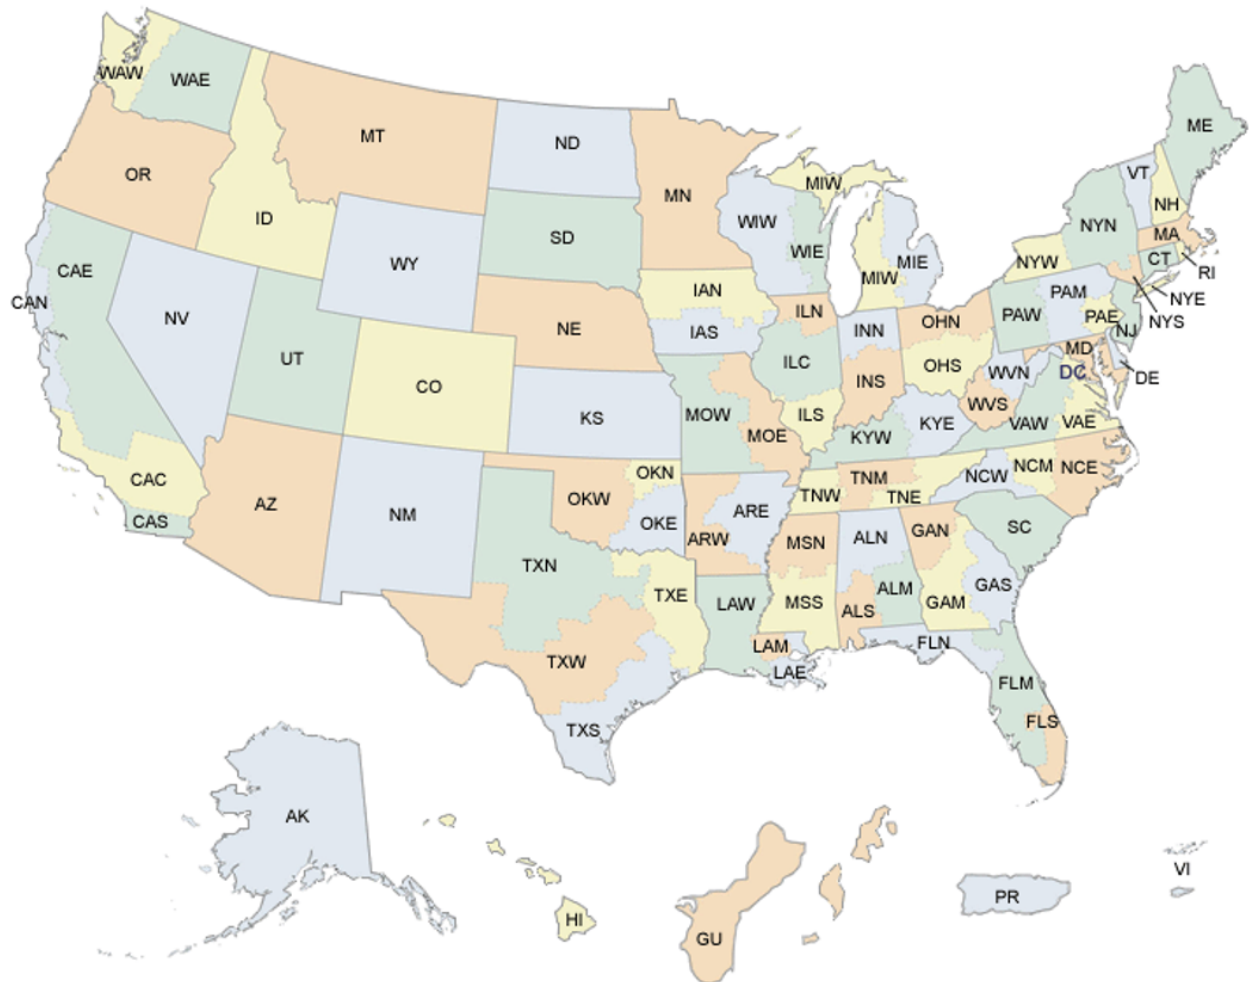 WAW
WAE
MT
ND
MN
ME
OR
ID
SD
MIW
VT
NH
WIW
WIE
NYN
MA
CAE
WY
MIW
MIE
NYW
CT
RI
CAN
NV
IAN
ILN
PAM
NYE
UT
NE
IAS
INN
OHN
PAW
PAE
NJ
NYS
CO
ILC
INS
OHS
WVN
MD
DC
DE
KS
MOW
MOE
ILS
KYW
KYE
WVS
VAW
VAE
CAC
CAS
AZ
NM
OKW
OKN
OKE
ARW
ARE
TNW
TNM
TNE
NCW
NCM
NCE
TXN
TXE
MSN
ALN
GAN
SC
LAW
MSS
ALS
ALM
GAM
GAS
TXW
LAM
LAE
FLN
TXS
FLM
FLS
AK
HI
GU
PR
VI